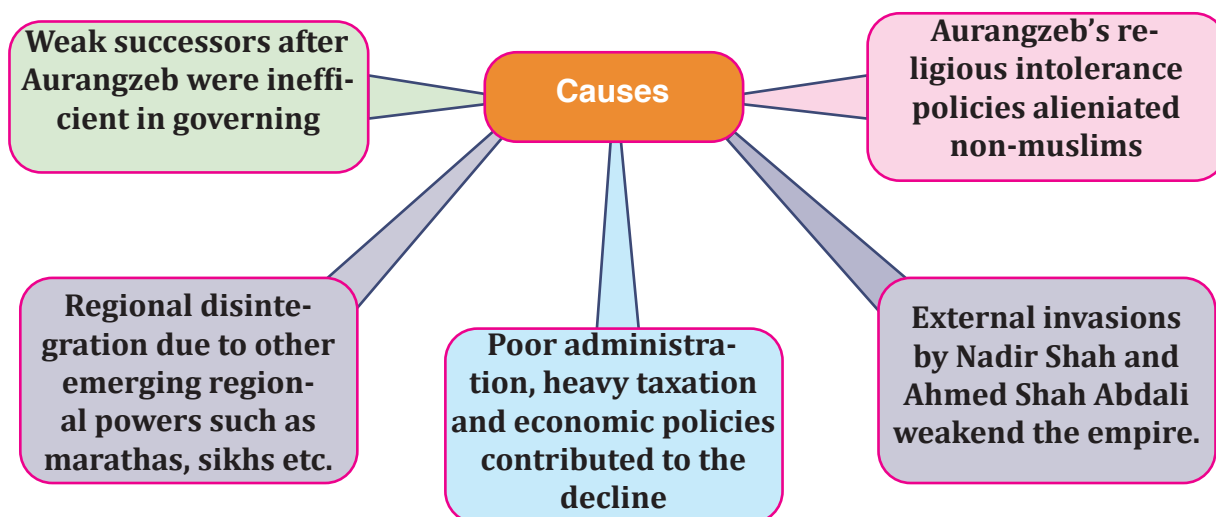 Weak successors after
Aurangzeb were ineffi-
cient in governing
Causes
Aurangzeb’s re-
ligious intolerance
policies alieniated
non-muslims
Regional disinte-
gration due to other
emerging region-
al powers such as
marathas, sikhs etc.
Poor administra-
tion, heavy taxation
and economic policies
contributed to the
decline
External invasions
by Nadir Shah and
Ahmed Shah Abdali
weakend the empire.